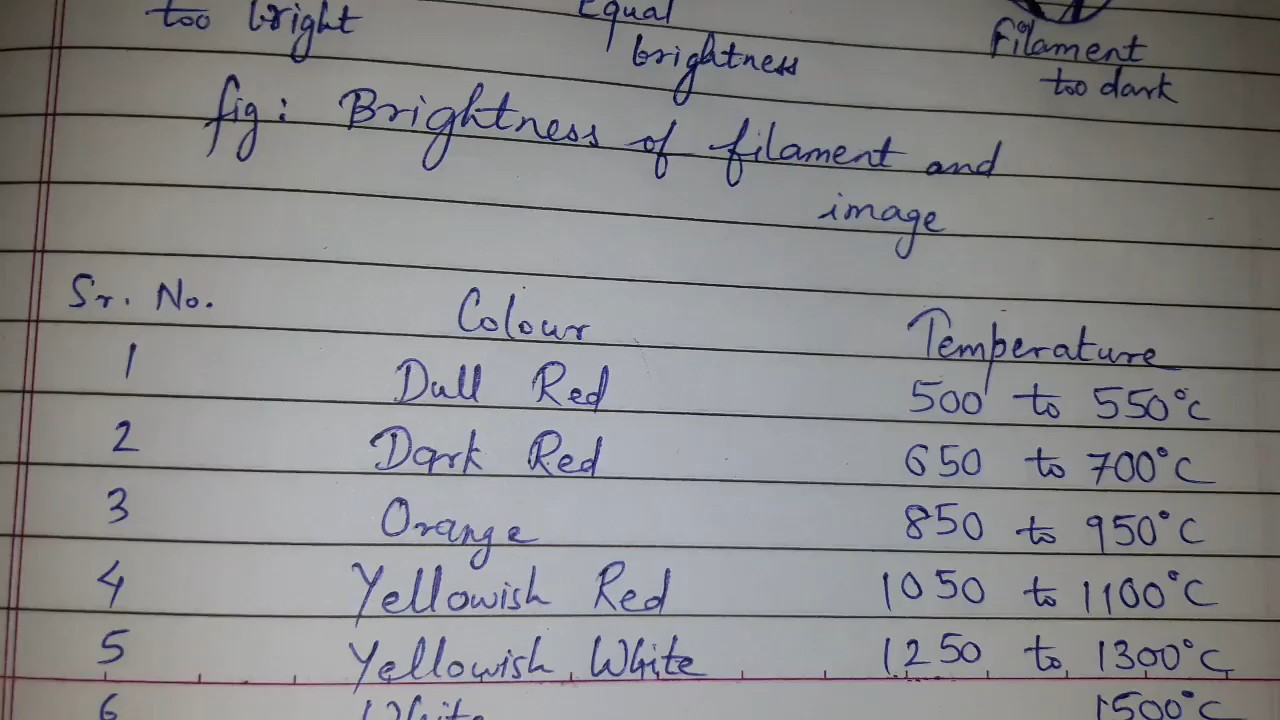 too bright Equal Filament
brightness too dark
fig: Brightness of filament and
image
Sr. No. Colour Temperature
1 Dull Red 500 to 550°C
2 Dark Red 650 to 700°C
3 Orange 850 to 950°C
4 Yellowish Red 1050 to 1100°C
5 Yellowish White 1250 to 1300°C
6 White 1500°C